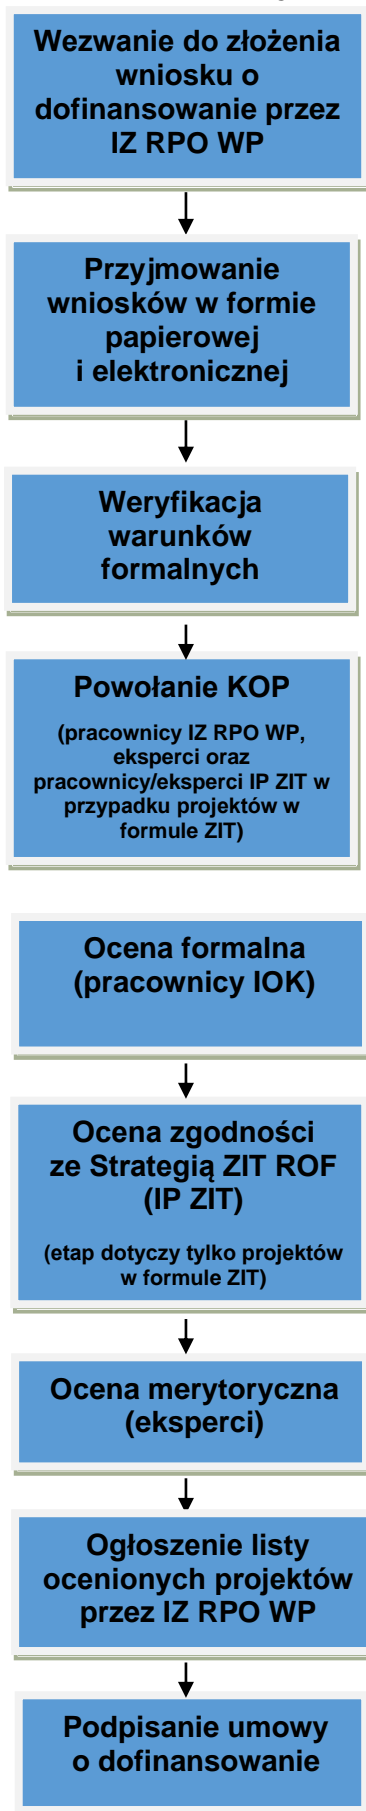 Wezwanie do złożenia
wniosku o
dofinansowanie przez
IZ RPO WP
Przyjmowanie
wniosków w formie
papierowej
i elektronicznej
Weryfikacja
warunków
formalnych
Powołanie KOP
(pracownicy IZ RPO WP,
eksperci oraz
pracownicy/eksperci IP ZIT w
przypadku projektów w
formule ZIT)
Ocena formalna
(pracownicy IOK)
Ocena zgodności
ze Strategią ZIT ROF
(IP ZIT)
(etap dotyczy tylko projektów
w formule ZIT)
Ocena merytoryczna
(eksperci)
Ogłoszenie listy
ocenionych projektów
przez IZ RPO WP
Podpisanie umowy
o dofinansowanie